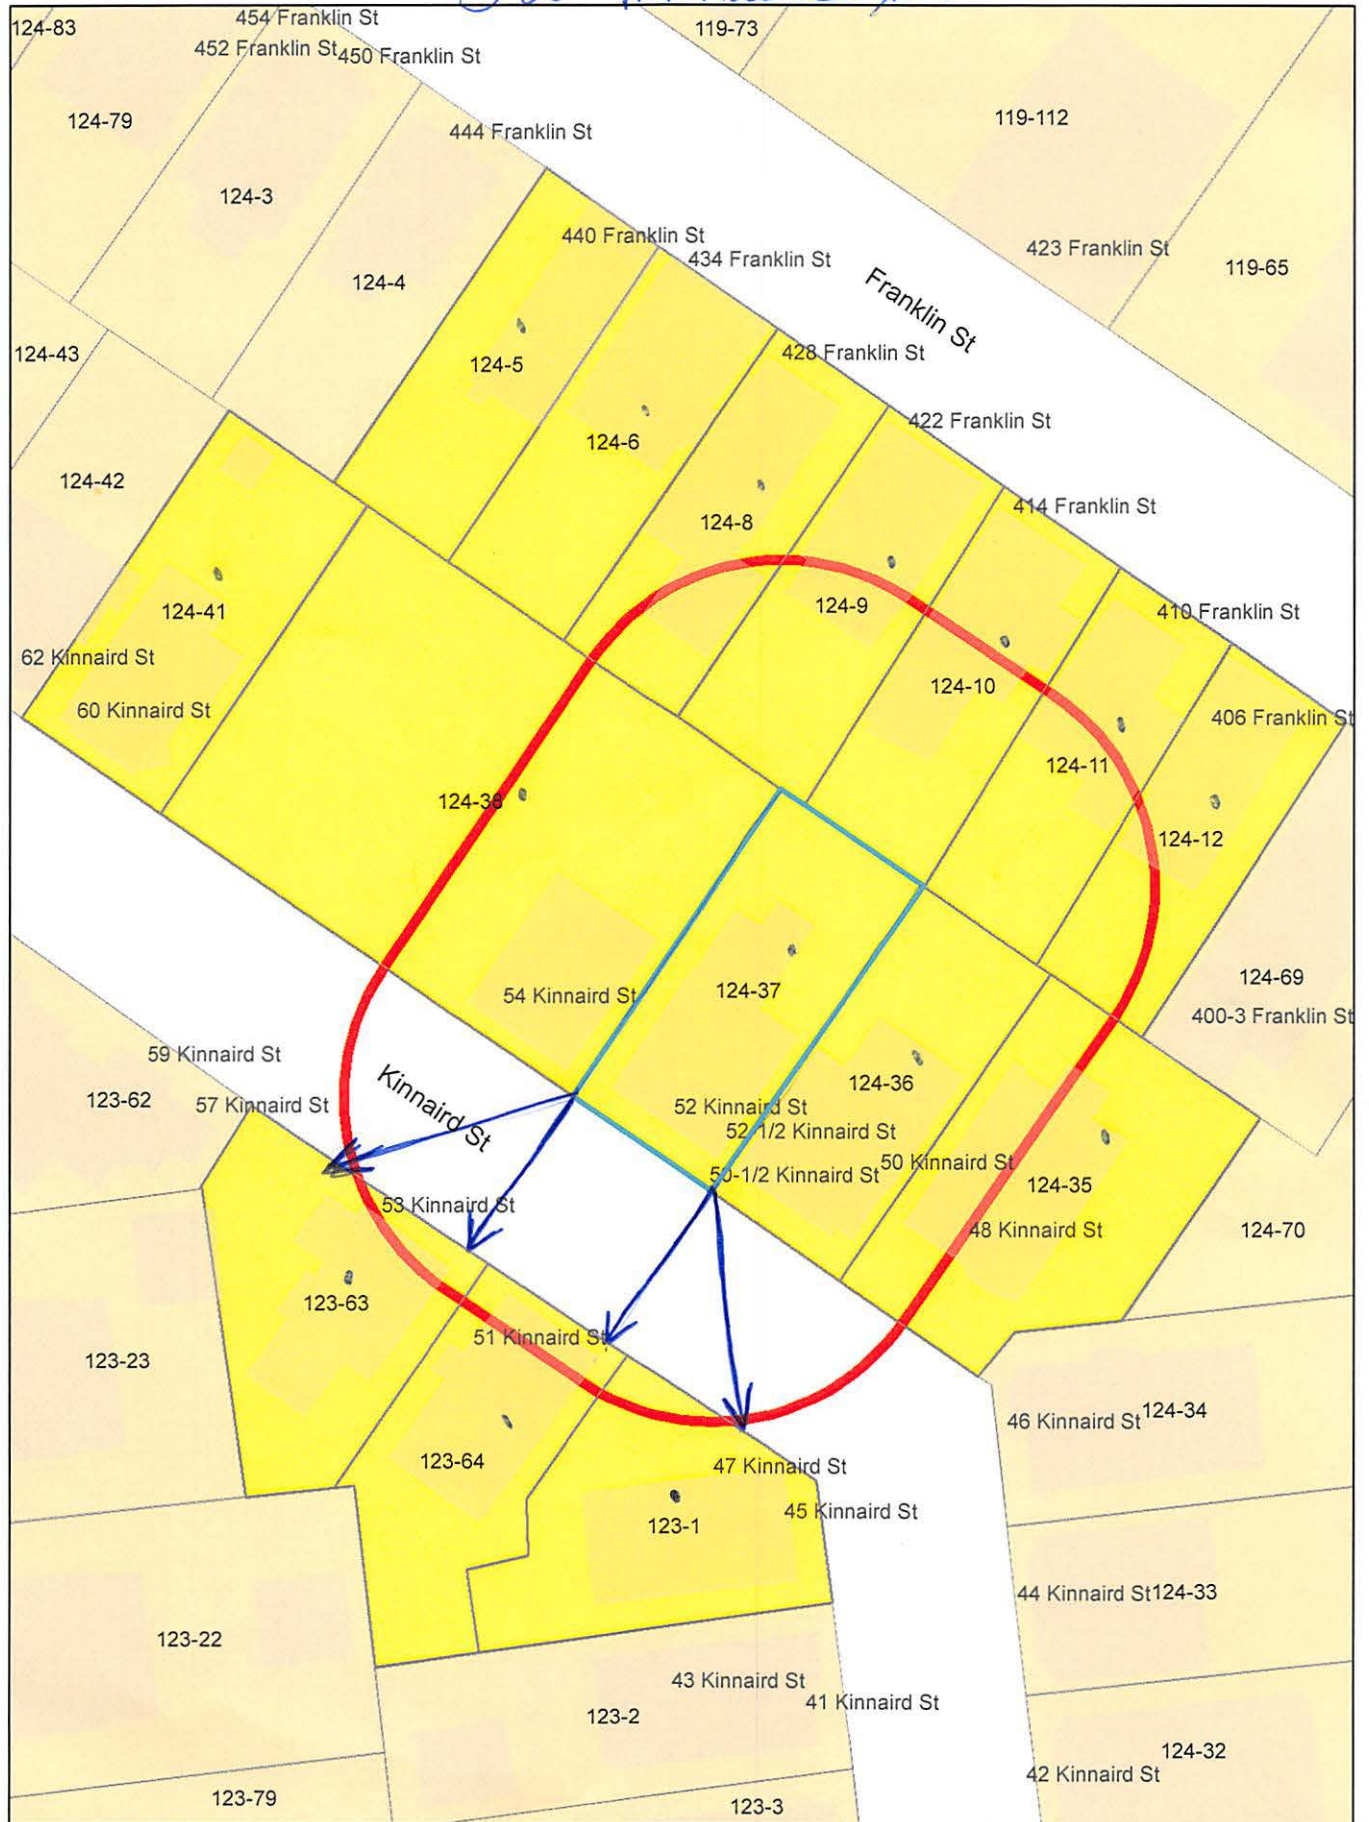 124-83
454 Franklin St
119-73
452 Franklin St
450 Franklin St
124-79
119-112
444 Franklin St
124-3
440 Franklin St
434 Franklin St
423 Franklin St
119-65
124-4
Franklin St
124-43
428 Franklin St
124-5
422 Franklin St
124-6
124-42
414 Franklin St
124-8
124-9
124-41
410 Franklin St
62 Kinnaird St
124-10
60 Kinnaird St
406 Franklin St
124-11
124-38
124-12
124-69
124-37
54 Kinnaird St
400-3 Franklin St
59 Kinnaird St
124-36
Kinnaird St
123-62
57 Kinnaird St
52 Kinnaird St
52 1/2 Kinnaird St
50 Kinnaird St
50-1/2 Kinnaird St
124-35
53 Kinnaird St
48 Kinnaird St
124-70
123-63
51 Kinnaird St
123-23
46 Kinnaird St
124-34
123-64
47 Kinnaird St
45 Kinnaird St
123-1
44 Kinnaird St
124-33
123-22
43 Kinnaird St
41 Kinnaird St
123-2
124-32
42 Kinnaird St
123-79
123-3